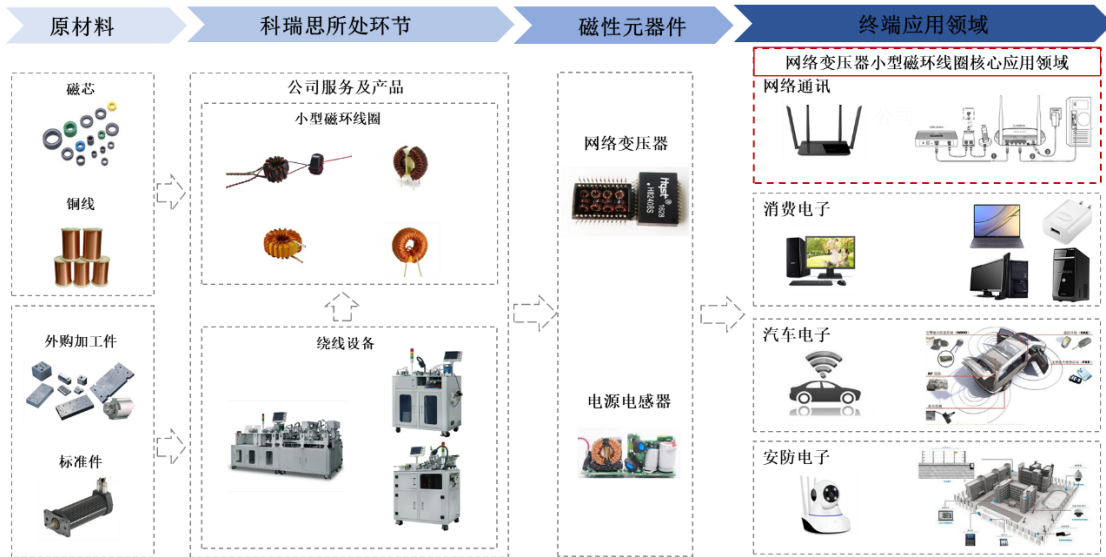 原材料
科瑞思所处环节
磁性元器件
终端应用领域
磁芯
铜线
外购加工件
标准件
公司服务及产品
小型磁环线圈
绕线设备
网络变压器
Hqst
H82408S
1628
电源电感器
网络变压器小型磁环线圈核心应用领域
网络通讯
消费电子
汽车电子
安防电子